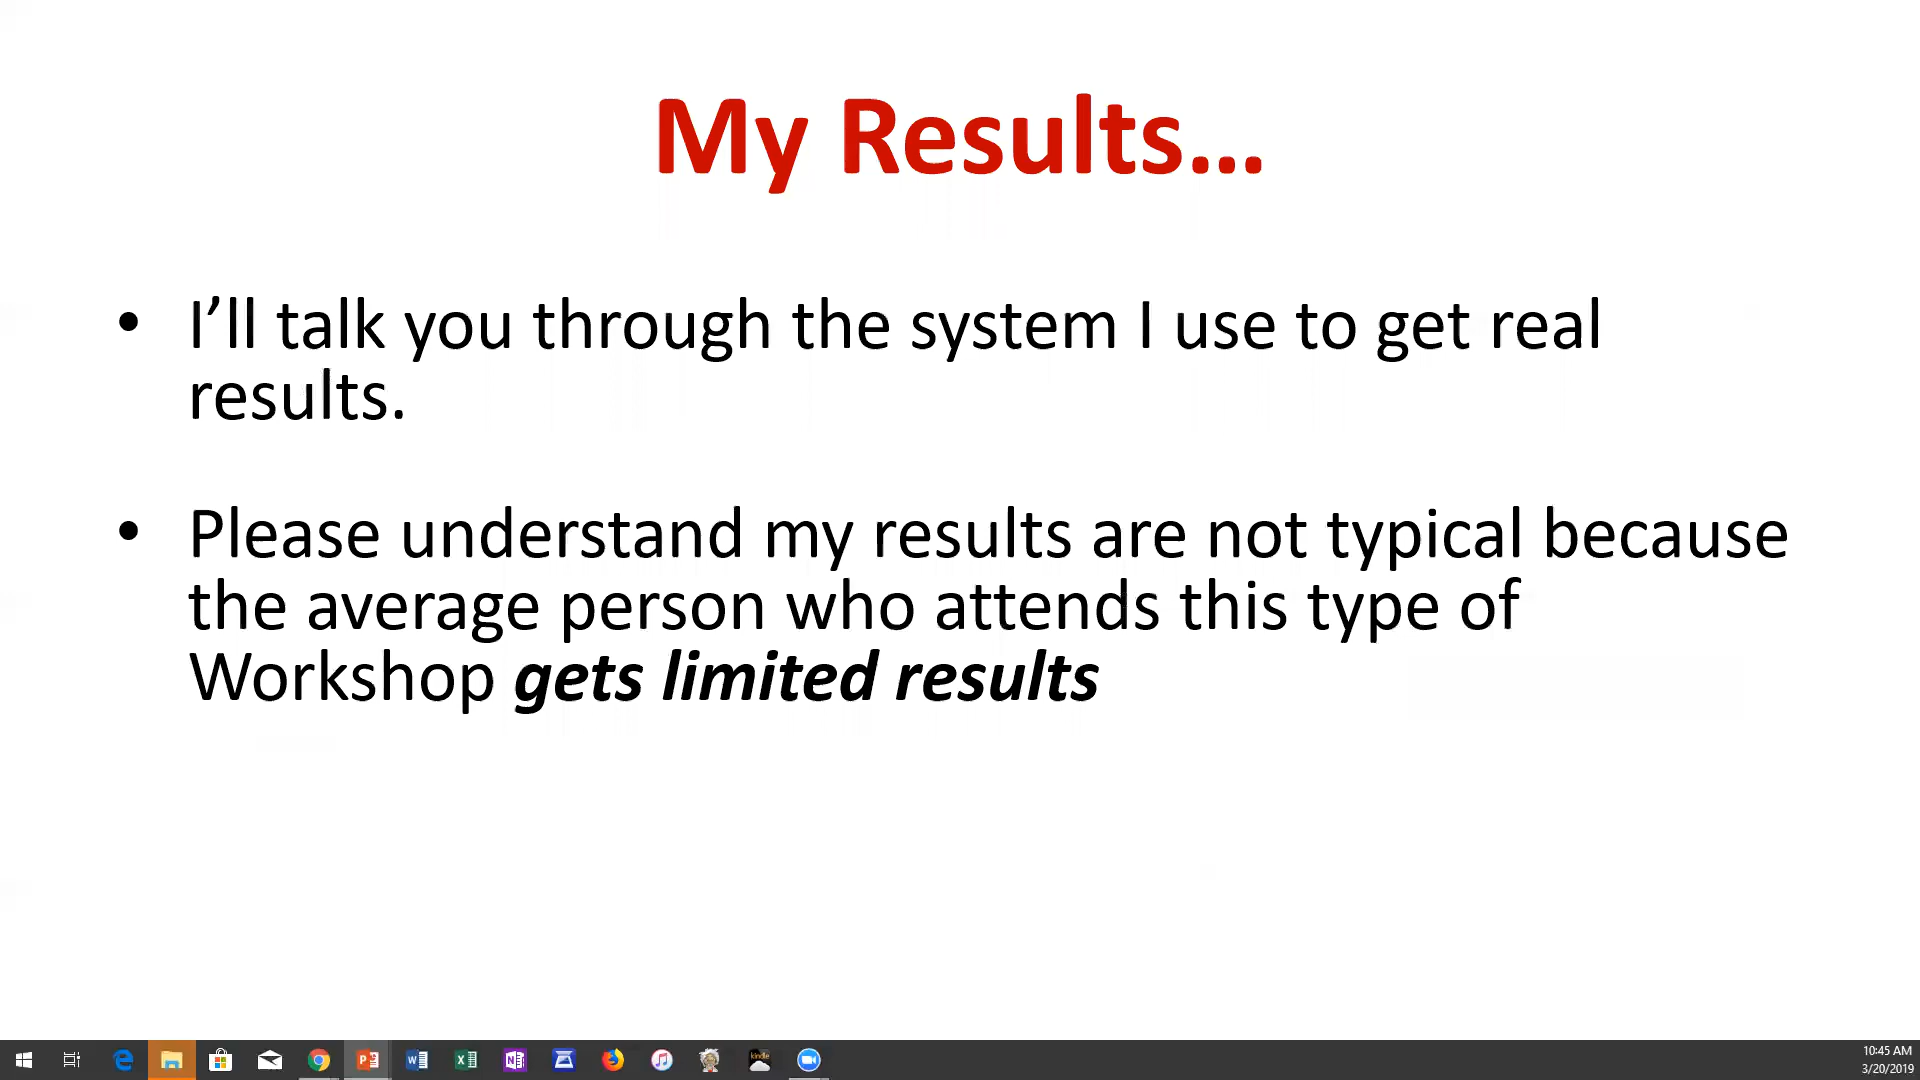 My Results...
• I’ll talk you through the system I use to get real
results.
• Please understand my results are not typical because
the average person who attends this type of
Workshop gets limited results
kindle
10:45 AM
3/20/2019